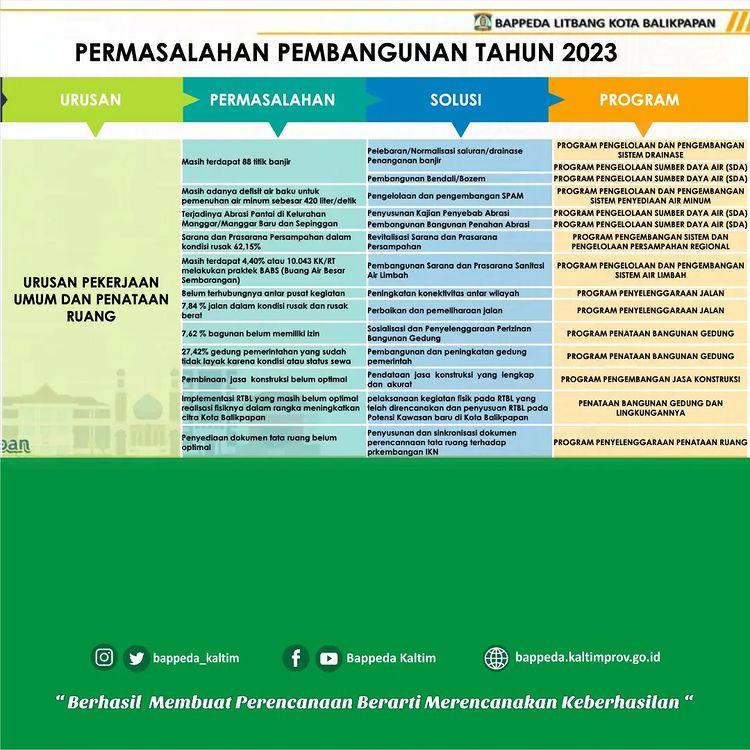 BAPPEDA LITBANG KOTA BALIKPAPAN
PERMASALAHAN PEMBANGUNAN TAHUN 2023
URUSAN
PERMASALAHAN
SOLUSI
PROGRAM
URUSAN PEKERJAAN
UMUM DAN PENATAAN
RUANG
Masih terdapat 88 titik banjir
Pelebaran/Normalisasi saluran/drainase
Penanganan banjir
PROGRAM PENGELOLAAN DAN PENGEMBANGAN
SISTEM DRAINASE
PROGRAM PENGELOLAAN SUMBER DAYA AIR (SDA)
Pembangunan Bendali/Bozem
PROGRAM PENGELOLAAN SUMBER DAYA AIR (SDA)
Masih adanya defisit air baku untuk
pemenuhan air minum sebesar 420 liter/detik
Pengelolaan dan pengembangan SPAM
PROGRAM PENGELOLAAN DAN PENGEMBANGAN
SISTEM PENYEDIAAN AIR MINUM
Terjadinya Abrasi Pantai di Kelurahan
Manggar/Manggar Baru dan Sepinggan
Penyusunan Kajian Penyebab Abrasi
PROGRAM PENGELOLAAN SUMBER DAYA AIR (SDA)
Pembangunan Bangunan Penahan Abrasi
PROGRAM PENGELOLAAN SUMBER DAYA AIR (SDA)
Sarana dan Prasarana Persampahan dalam
kondisi rusak 62,15%
Revitalisasi Sarana dan Prasarana
Persampahan
PROGRAM PENGEMBANGAN SISTEM DAN
PENGELOLAAN PERSAMPAHAN REGIONAL
Masih terdapat 4,40% atau 10.043 KK/RT
melakukan praktek BABS (Buang Air Besar
Sembarangan)
Pembangunan Sarana dan Prasarana Sanitasi
Air Limbah
PROGRAM PENGELOLAAN DAN PENGEMBANGAN
SISTEM AIR LIMBAH
Belum terhubungnya antar pusat kegiatan
Peningkatan konektivitas antar wilayah
PROGRAM PENYELENGGARAAN JALAN
7,84 % jalan dalam kondisi rusak dan rusak
berat
Perbaikan dan pemeliharaan jalan
PROGRAM PENYELENGGARAAN JALAN
7,62 % bagunan belum memiliki izin
Sosialisasi dan Penyelenggaraan Perizinan
Bangunan Gedung
PROGRAM PENATAAN BANGUNAN GEDUNG
27,42% gedung pemerintahan yang sudah
tidak layak karena kondisi atau status sewa
Pembangunan dan peningkatan gedung
pemerintah
PROGRAM PENATAAN BANGUNAN GEDUNG
Pembinaan jasa konstruksi belum optimal
Pendataan jasa konstruksi yang lengkap
dan akurat
PROGRAM PENGEMBANGAN JASA KONSTRUKSI
Implementasi RTBL yang masih belum optimal
realisasi fisiknya dalam rangka meningkatkan
citra Kota Balikpapan
pelaksanaan kegiatan fisik pada RTBL yang
telah direncanakan dan penyusuan RTBL pada
Potensi Kawasan baru di Kota Balikpapan
PENATAAN BANGUNAN GEDUNG DAN
LINGKUNGANNYA
Penyediaan dokumen tata ruang belum
optimal
Penyusunan dan sinkronisasi dokumen
perencannaan tata ruang terhadap
prkembangan IKN
PROGRAM PENYELENGGARAAN PENATAAN RUANG
pan
bappeda_kaltim
Bappeda Kaltim
bappeda.kaltimprov.go.id
“ Berhasil Membuat Perencanaan Berarti Merencanakan Keberhasilan “